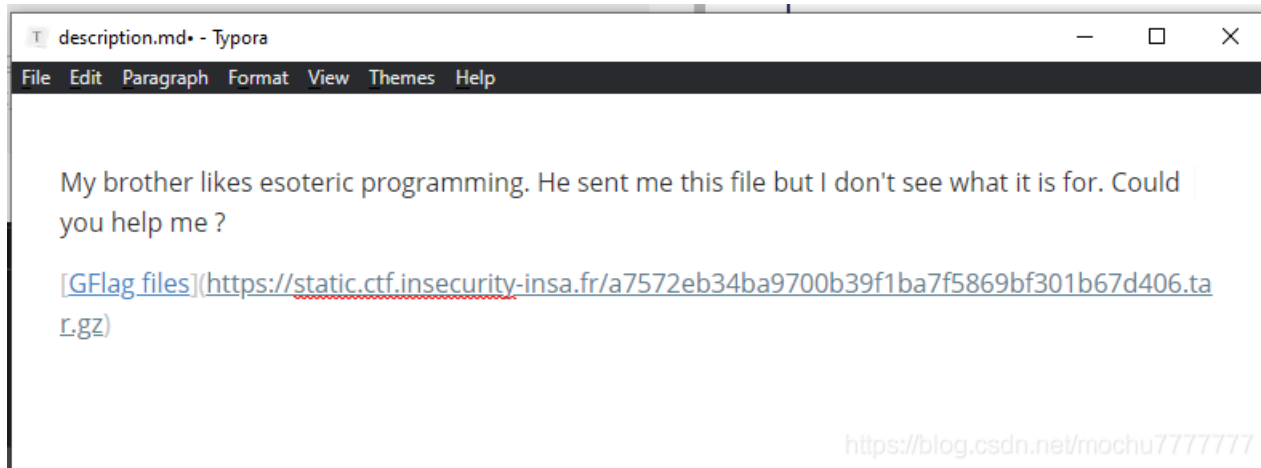 T description.md• - Typora
File Edit Paragraph Format View Themes Help
My brother likes esoteric programming. He sent me this file but I don't see what it is for. Could
you help me ?
[GFlag files](https://static.ctf.insecurity-insa.fr/a7572eb34ba9700b39f1ba7f5869bf301b67d406.ta
r.gz)
https://blog.csdn.net/mochu7777777